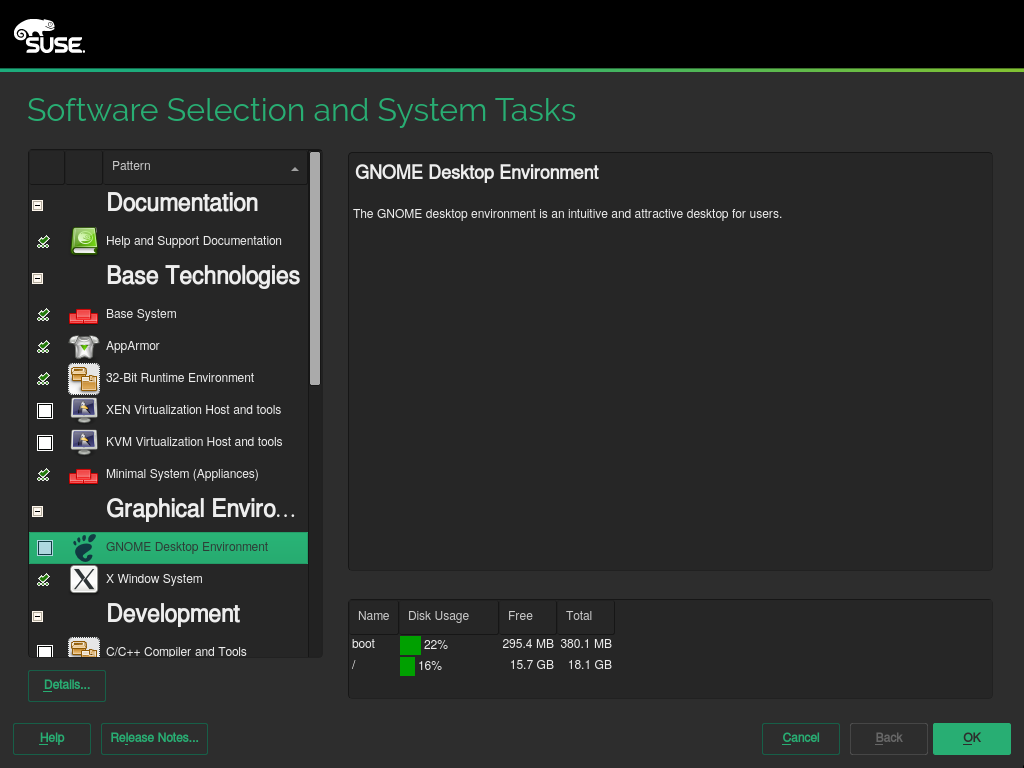 SUSE.
Software Selection and System Tasks
Pattern
Documentation
Help and Support Documentation
Base Technologies
Base System
AppArmor
32-Bit Runtime Environment
XEN Virtualization Host and tools
KVM Virtualization Host and tools
Minimal System (Appliances)
Graphical Enviro...
GNOME Desktop Environment
X Window System
Development
C/C++ Compiler and Tools
Details...
GNOME Desktop Environment
The GNOME desktop environment is an intuitive and attractive desktop for users.
Name Disk Usage Free Total
boot 22% 295.4 MB 380.1 MB
/ 16% 15.7 GB 18.1 GB
Help Release Notes... Cancel Back OK